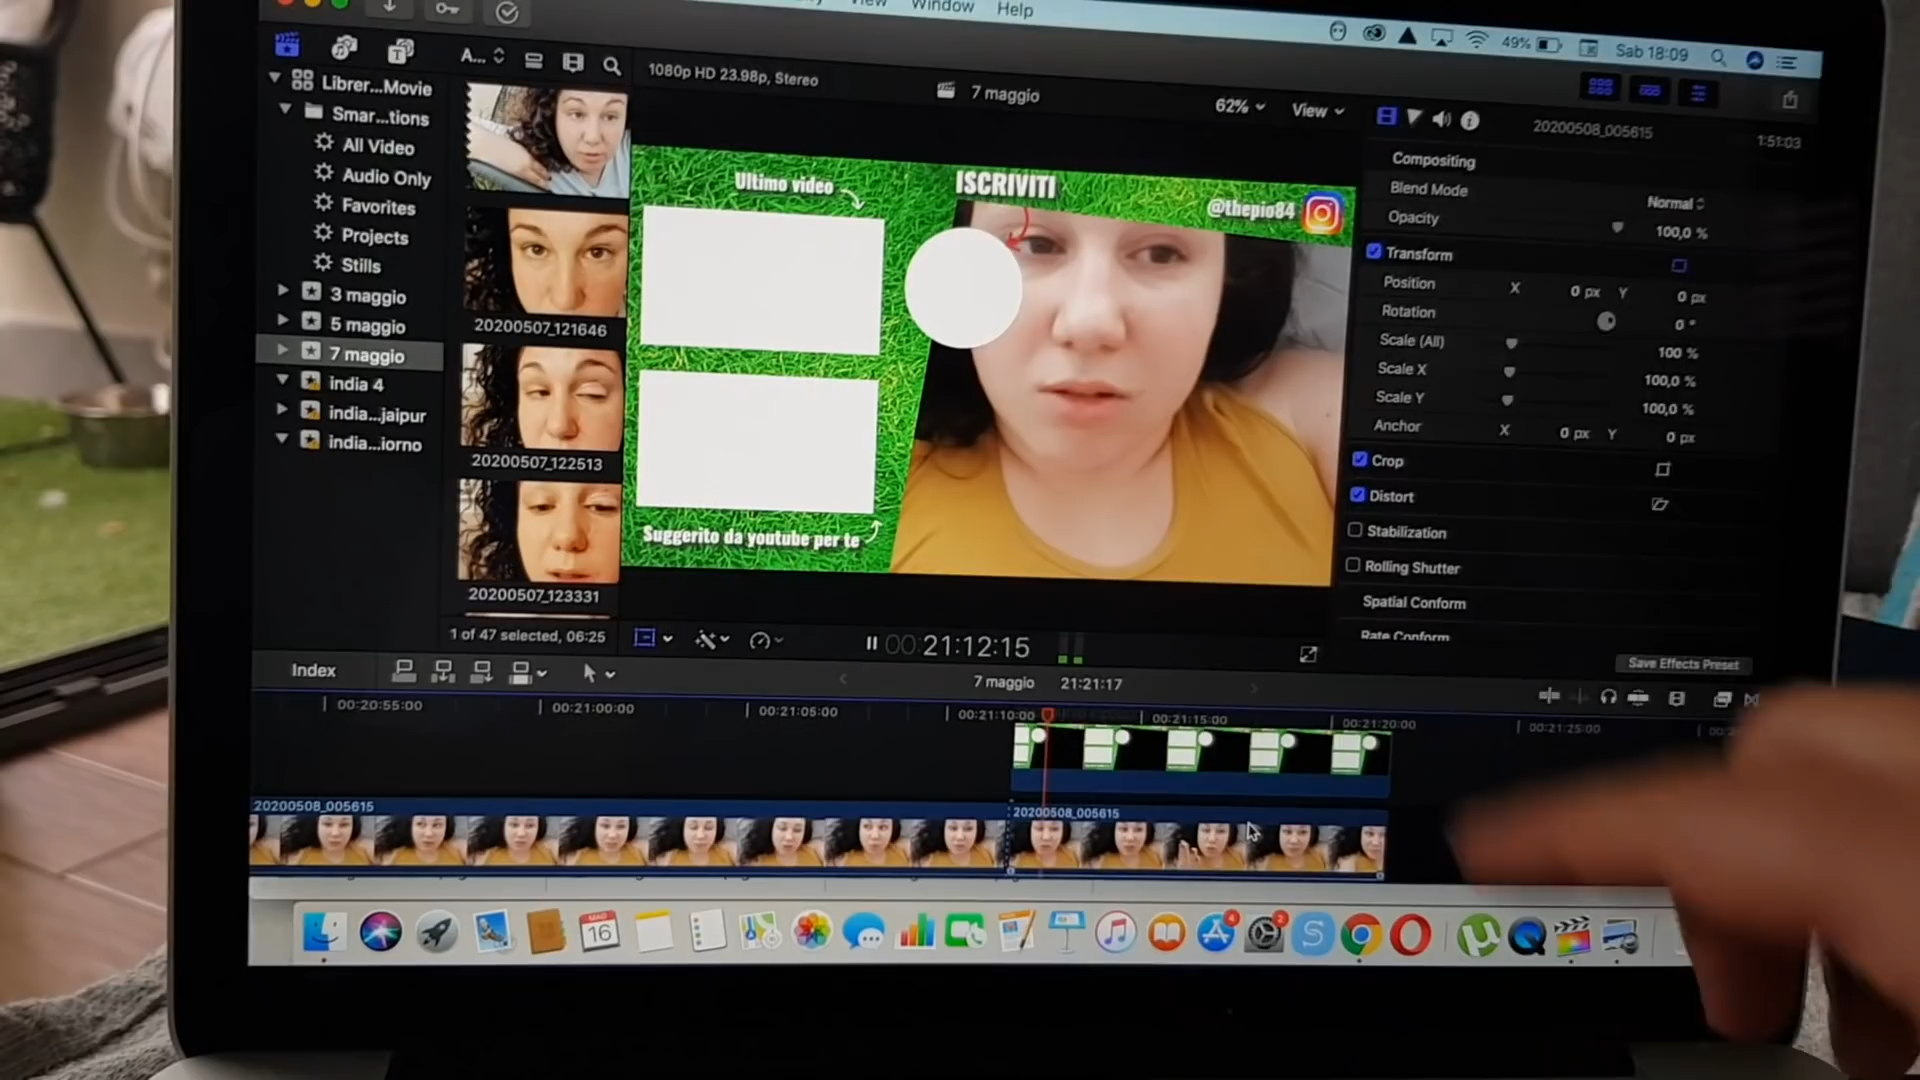 View
Window
Help
49%
Sab 18:09
A...
1080p HD 23.98p, Stereo
7 maggio
62%
View
20200508_005615
1:51:03
Librer...Movie
Smar...tions
All Video
Audio Only
Favorites
Projects
Stills
3 maggio
5 maggio
7 maggio
india 4
india...jaipur
india...iorno
20200507_121646
20200507_122513
20200507_123331
1 of 47 selected, 06:25
Ultimo video
ISCRIVITI
@thepio84
Suggerito da youtube per te
Compositing
Blend Mode
Normal
Opacity
100,0 %
Transform
Position
X
0 px
Y
0 px
Rotation
0 °
Scale (All)
100 %
Scale X
100,0 %
Scale Y
100,0 %
Anchor
X
0 px
Y
0 px
Crop
Distort
Stabilization
Rolling Shutter
Spatial Conform
Rate Conform
Save Effects Preset
00:21:12:15
Index
7 maggio
21:21:17
00:20:55:00
00:21:00:00
00:21:05:00
00:21:10:00
00:21:15:00
00:21:20:00
00:21:25:00
20200508_005615
20200508_005615
MAG
16
4
2